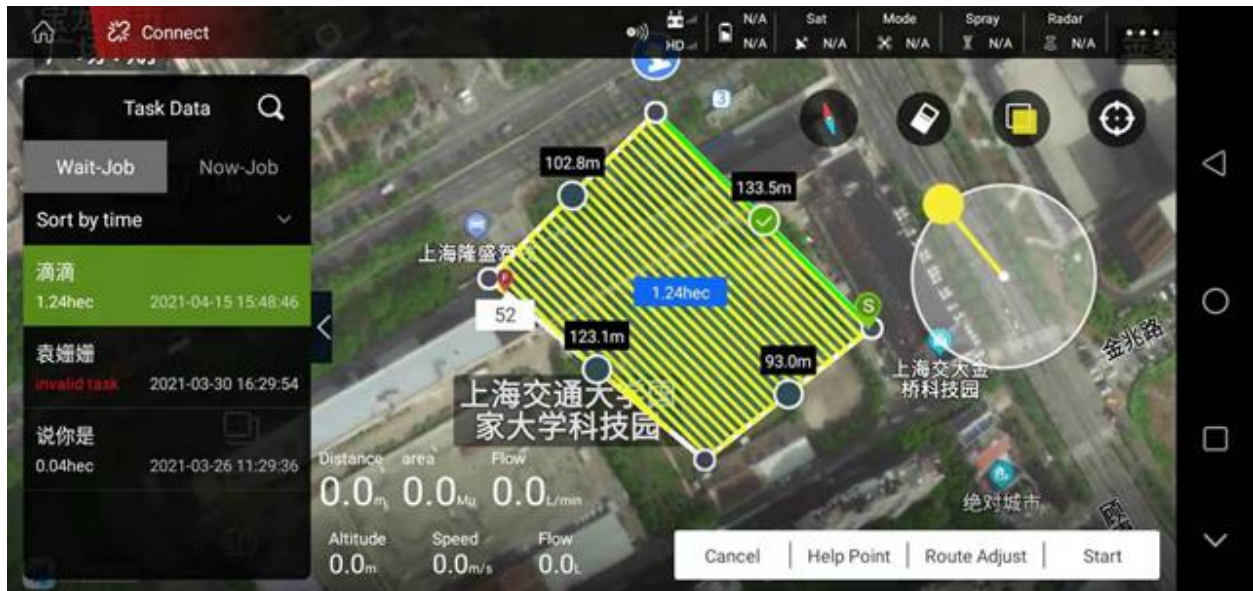 Connect
HD
N/A
N/A
Sat
N/A
Mode
N/A
Spray
N/A
Radar
N/A
Task Data
Wait-Job
Now-Job
Sort by time
滴滴
1.24hec
2021-04-15 15:48:46
袁姗姗
invalid task
2021-03-30 16:29:54
说你是
0.04hec
2021-03-26 11:29:36
3
102.8m
133.5m
上海隆盛驾
1.24hec
S
52
123.1m
93.0m
金兆路
上海交大金
桥科技园
上海交通大学国
家大学科技园
绝对城市
Distance
area
Flow
0.0m
0.0Mu
0.0L/min
Altitude
Speed
Flow
0.0m
0.0m/s
0.0L
Cancel
Help Point
Route Adjust
Start